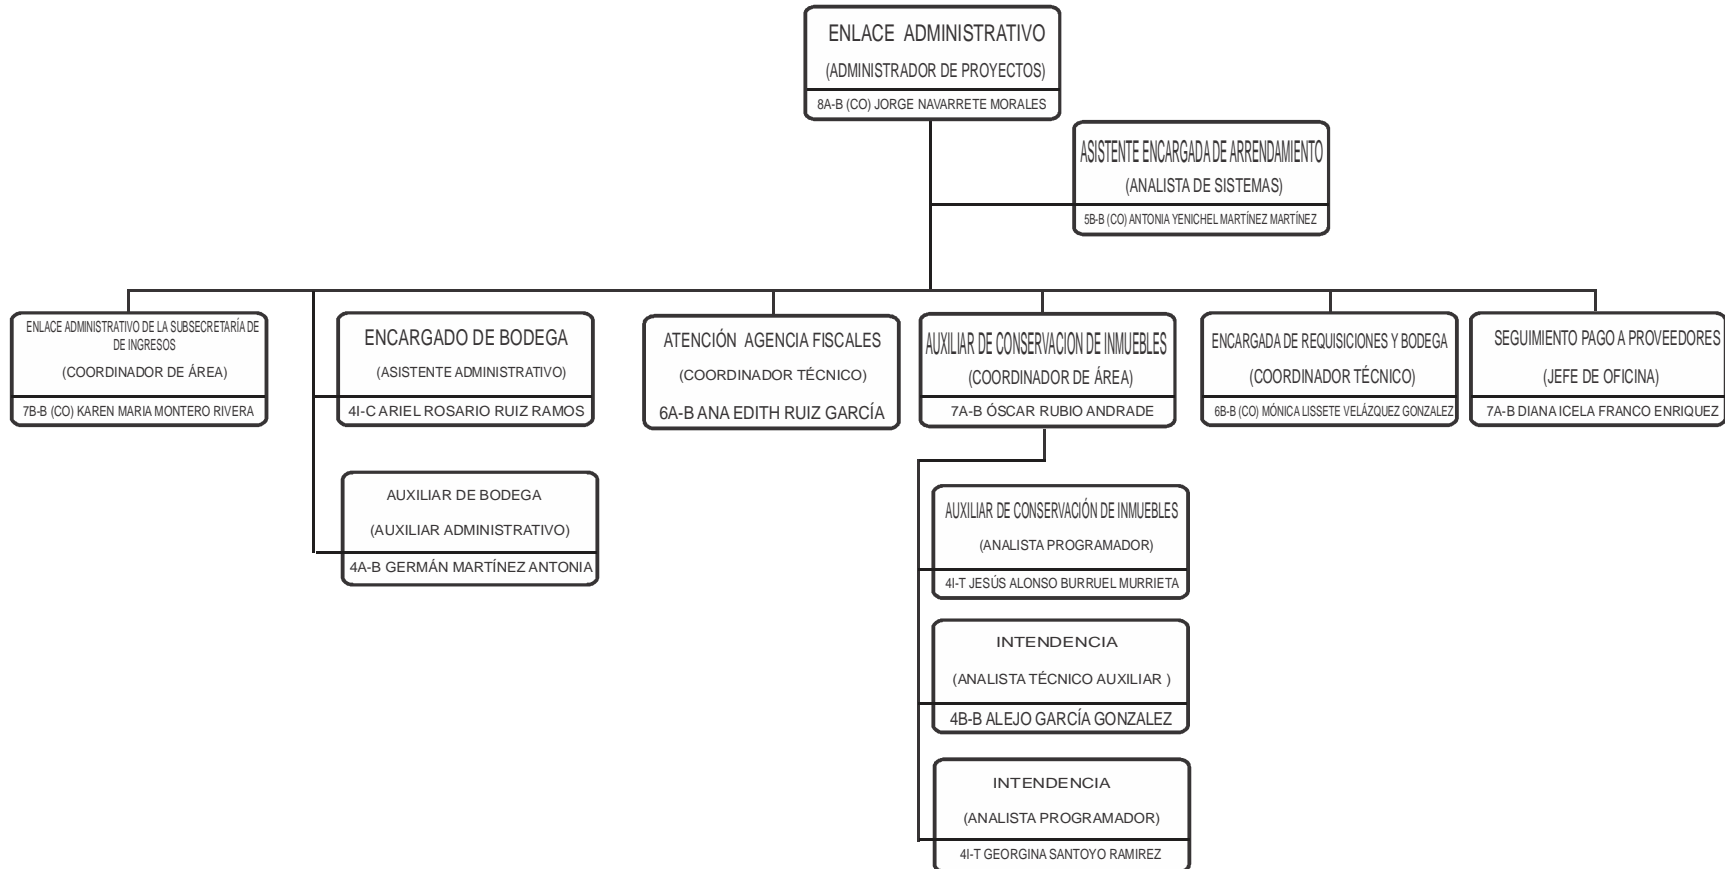 ENLACE ADMINISTRATIVO
(ADMINISTRADOR DE PROYECTOS)
8A-B (CO) JORGE NAVARRETE MORALES
ASISTENTE ENCARGADA DE ARRENDAMIENTO
(ANALISTA DE SISTEMAS)
5B-B (CO) ANTONIA YENICHEL MARTÍNEZ MARTÍNEZ
ENLACE ADMINISTRATIVO DE LA SUBSECRETARÍA DE
DE INGRESOS
(COORDINADOR DE ÁREA)
7B-B (CO) KAREN MARIA MONTERO RIVERA
ENCARGADO DE BODEGA
(ASISTENTE ADMINISTRATIVO)
4I-C ARIEL ROSARIO RUIZ RAMOS
AUXILIAR DE BODEGA
(AUXILIAR ADMINISTRATIVO)
4A-B GERMÁN MARTÍNEZ ANTONIA
ATENCIÓN AGENCIA FISCALES
(COORDINADOR TÉCNICO)
6A-B ANA EDITH RUIZ GARCÍA
AUXILIAR DE CONSERVACION DE INMUEBLES
(COORDINADOR DE ÁREA)
7A-B ÓSCAR RUBIO ANDRADE
AUXILIAR DE CONSERVACIÓN DE INMUEBLES
(ANALISTA PROGRAMADOR)
4I-T JESÚS ALONSO BURRUEL MURRIETA
INTENDENCIA
(ANALISTA TÉCNICO AUXILIAR )
4B-B ALEJO GARCÍA GONZALEZ
INTENDENCIA
(ANALISTA PROGRAMADOR)
4I-T GEORGINA SANTOYO RAMIREZ
ENCARGADA DE REQUISICIONES Y BODEGA
(COORDINADOR TÉCNICO)
6B-B (CO) MÓNICA LISSETE VELÁZQUEZ GONZALEZ
SEGUIMIENTO PAGO A PROVEEDORES
(JEFE DE OFICINA)
7A-B DIANA ICELA FRANCO ENRIQUEZ